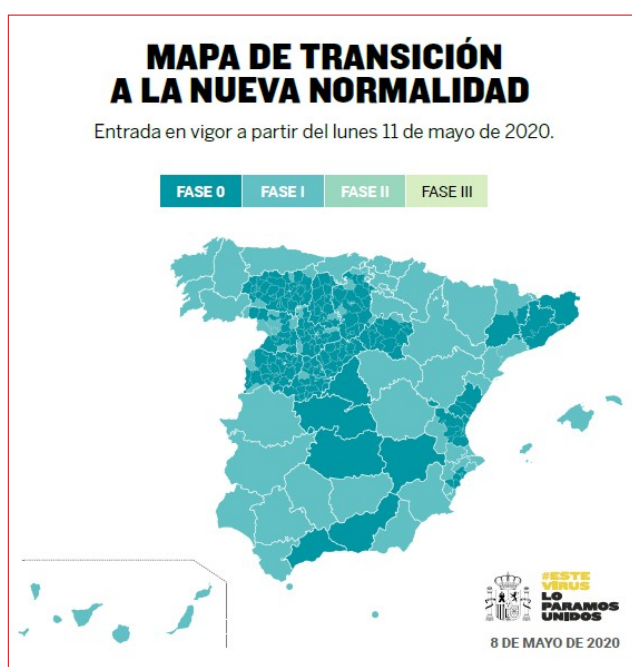 MAPA DE TRANSICIÓN
A LA NUEVA NORMALIDAD
Entrada en vigor a partir del lunes 11 de mayo de 2020.
FASE 0 FASE I FASE II FASE III
#ESTE
VIRUS
LO
PARAMOS
UNIDOS
8 DE MAYO DE 2020